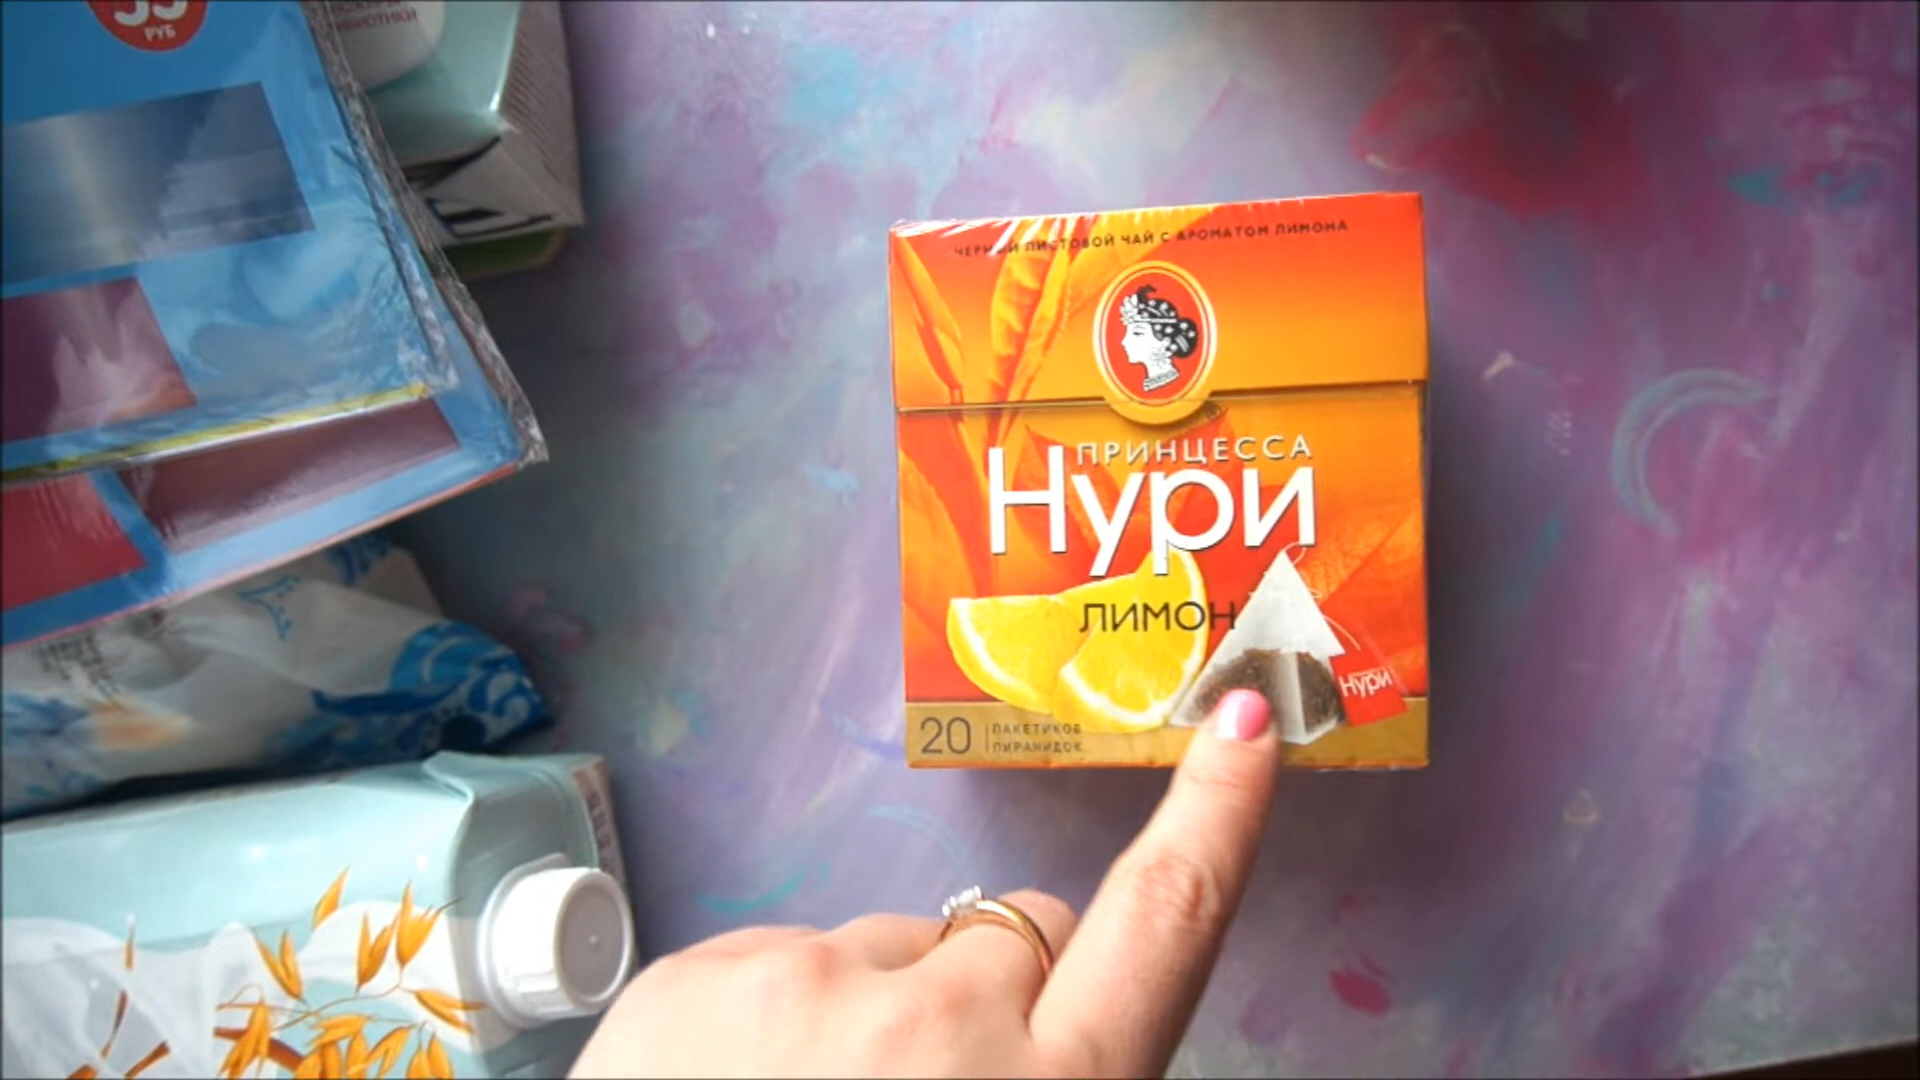 РУБ
ЧЕРНЫЙ ЛИСТОВОЙ ЧАЙ С АРОМАТОМ ЛИМОНА
ПРИНЦЕССА
Нури
ЛИМОН
Нури
20 ПАКЕТИКОВ
ПИРАМИДОК